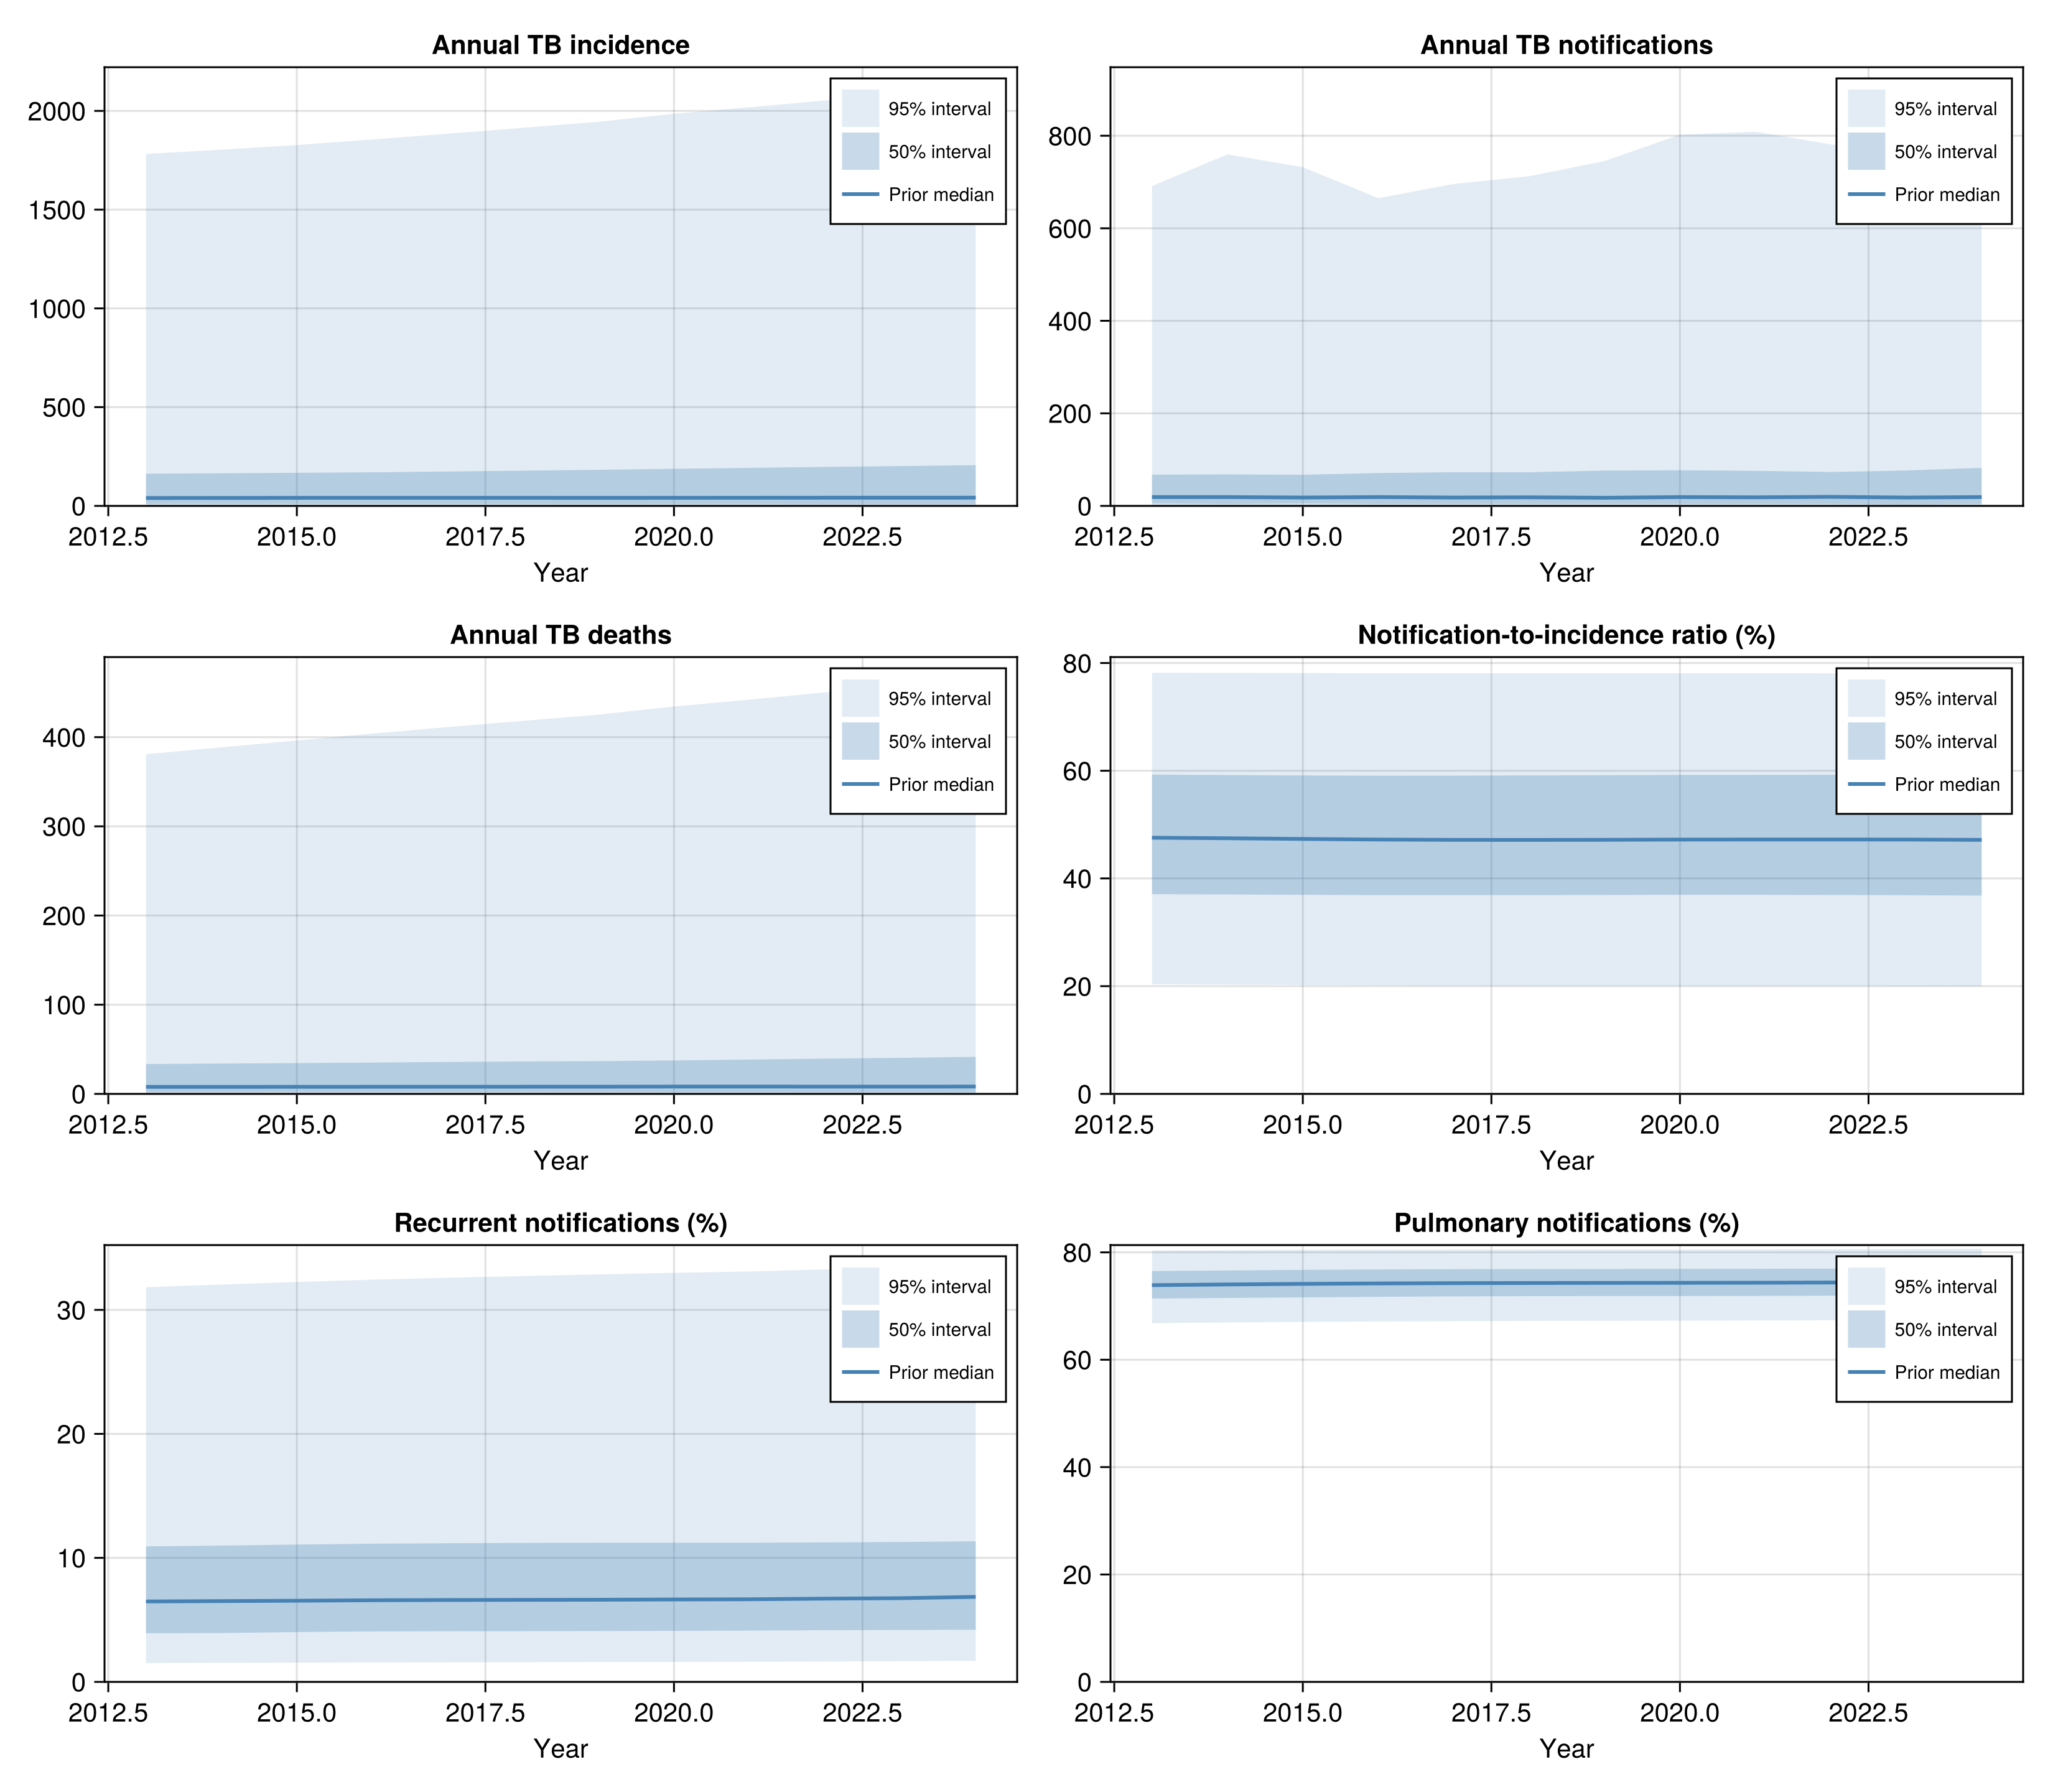 Annual TB incidence
2000
1500
1000
500
0
2012.5 2015.0 2017.5 2020.0 2022.5
Year
95% interval
50% interval
Prior median
Annual TB notifications
800
600
400
200
0
2012.5 2015.0 2017.5 2020.0 2022.5
Year
95% interval
50% interval
Prior median
Annual TB deaths
400
300
200
100
0
2012.5 2015.0 2017.5 2020.0 2022.5
Year
95% interval
50% interval
Prior median
Notification-to-incidence ratio (%)
80
60
40
20
0
2012.5 2015.0 2017.5 2020.0 2022.5
Year
95% interval
50% interval
Prior median
Recurrent notifications (%)
30
20
10
0
2012.5 2015.0 2017.5 2020.0 2022.5
Year
95% interval
50% interval
Prior median
Pulmonary notifications (%)
80
60
40
20
0
2012.5 2015.0 2017.5 2020.0 2022.5
Year
95% interval
50% interval
Prior median